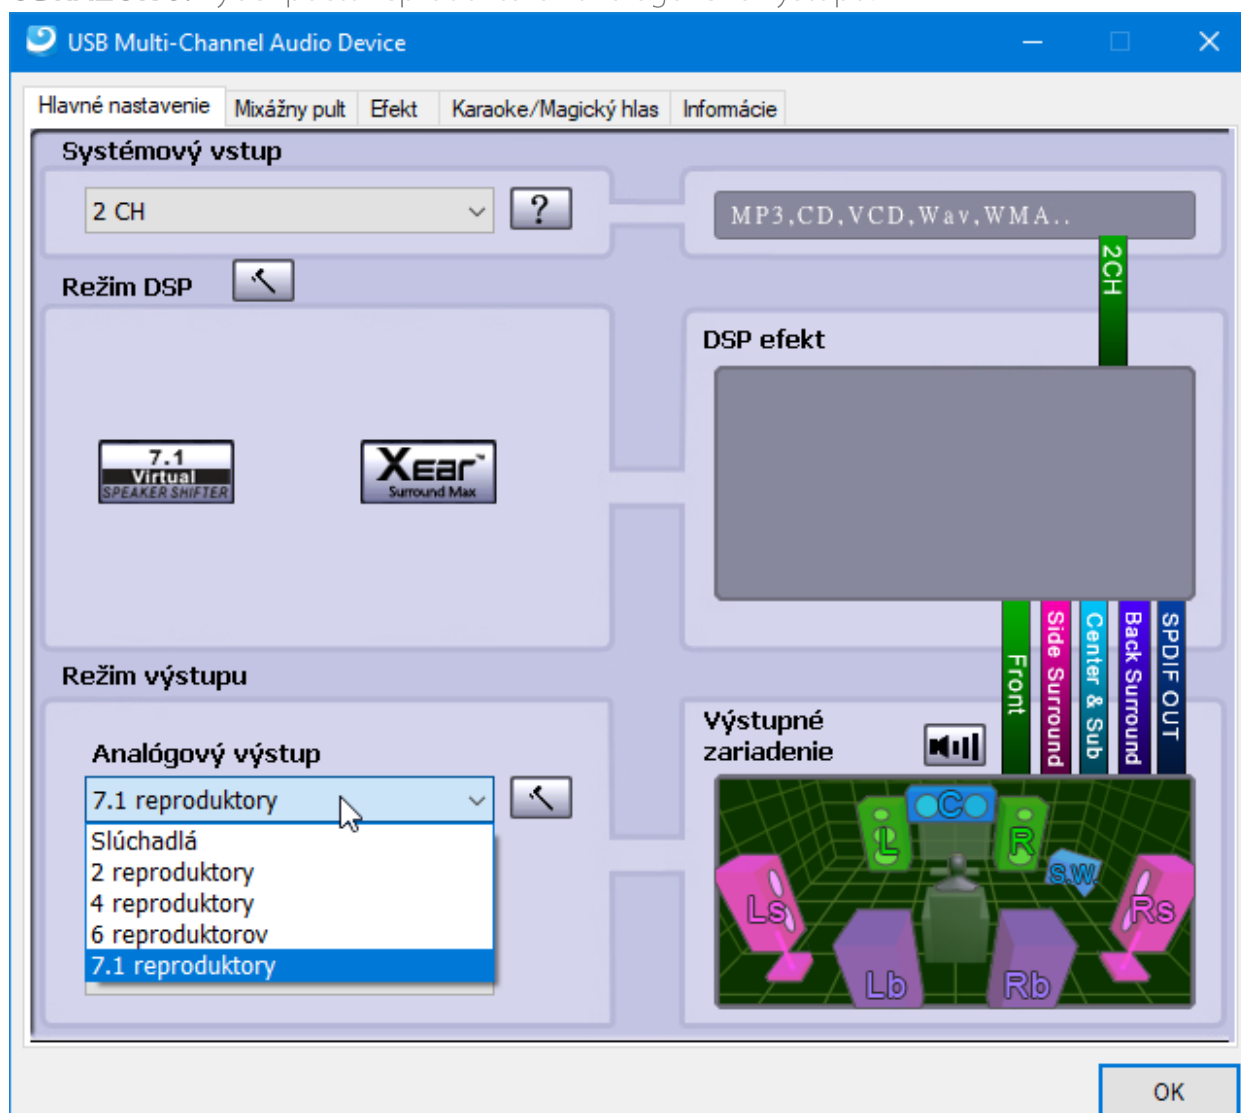 USB Multi-Channel Audio Device
Hlavné nastavenie Mixážny pult Efekt Karaoke/Magický hlas Informácie
Systémový vstup
2 CH ?
MP3,CD,VCD,Wav,WMA..
2CH
Režim DSP
DSP efekt
7.1
Virtual
SPEAKER SHIFTER
Xear™
Surround Max
Front
Side Surround
Center & Sub
Back Surround
SPDIF OUT
Režim výstupu
Analógový výstup
7.1 reproduktory
Slúchadlá
2 reproduktory
4 reproduktory
6 reproduktorov
7.1 reproduktory
Výstupné
zariadenie
L C R
S.W.
Ls Rs
Lb Rb
OK